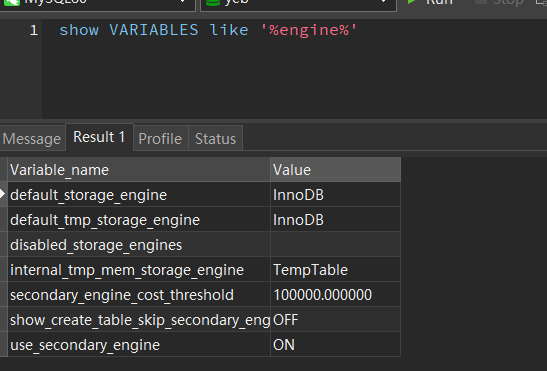 MySQL80 yeb Run Stop
1 show VARIABLES like '%engine%'
Message Result 1 Profile Status
Variable_name Value
default_storage_engine InnoDB
default_tmp_storage_engine InnoDB
disabled_storage_engines
internal_tmp_mem_storage_engine TempTable
secondary_engine_cost_threshold 100000.000000
show_create_table_skip_secondary_eng OFF
use_secondary_engine ON